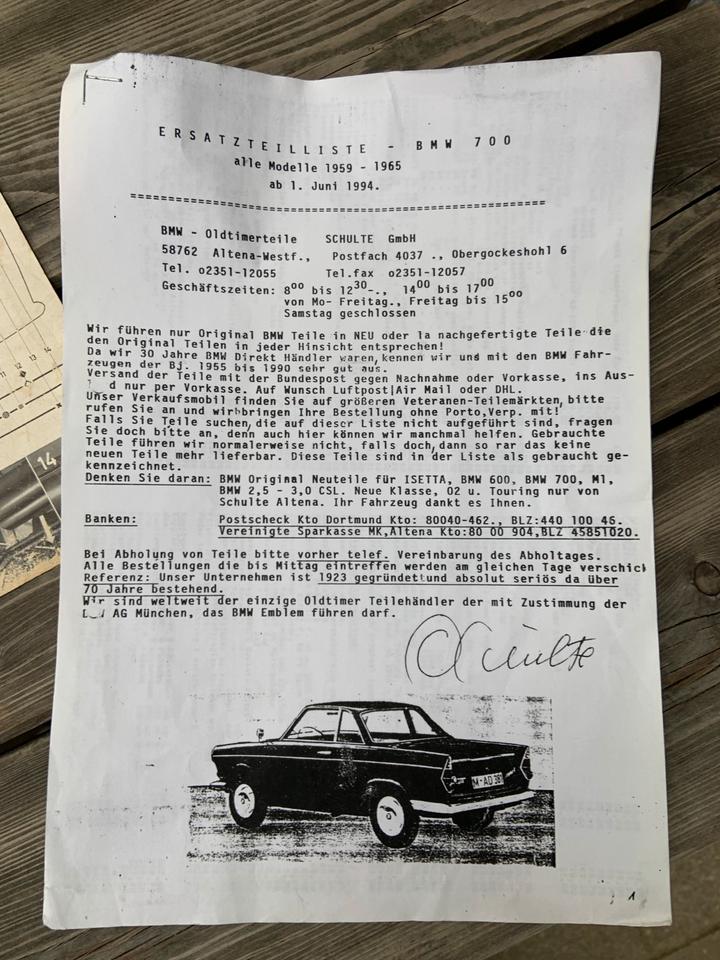 ERSATZTEILLISTE - BMW 700
alle Modelle 1959 - 1965
ab 1. Juni 1994.
BMW - Oldtimerteile SCHULTE GmbH
58762 Altena-Westf., Postfach 4037 ., Obergockeshohl 6
Tel. o2351-12055 Tel.fax o2351-12057
Geschäftszeiten: 8oo bis 1230-., 1400 bis 1700
von Mo- Freitag., Freitag bis 15oo
Samstag geschlossen
Wir führen nur Original BMW Teile in NEU oder 1a nachgefertigte Teile die
den Original Teilen in jeder Hinsicht entsprechen!
Da wir 30 Jahre BMW Direkt Händler waren, kennen wir uns mit den BMW Fahr-
zeugen der Bj. 1955 bis 1990 sehr gut aus.
Versand der Teile mit der Bundespost gegen Nachnahme oder Vorkasse, ins Aus-
d nur per Vorkasse. Auf Wunsch Luftpost|Air Mail oder DHL.
Unser Verkaufsmobil finden Sie auf größeren Veteranen-Teilemärkten, bitte
rufen Sie an und wir bringen Ihre Bestellung ohne Porto,Verp. mit!
Falls Sie Teile suchen, die auf dieser Liste nicht aufgeführt sind, fragen
Sie doch bitte an, denn auch hier können wir manchmal helfen. Gebrauchte
Teile führen wir normalerweise nicht, falls doch, dann so rar das keine
neuen Teile mehr lieferbar. Diese Teile sind in der Liste als gebraucht ge-
kennzeichnet.
Denken Sie daran: BMW Original Neuteile für ISETTA, BMW 600, BMW 700, M1,
BMW 2,5 - 3,0 CSL. Neue Klasse, O2 u. Touring nur von
Schulte Altena. Ihr Fahrzeug dankt es Ihnen.
Banken: Postscheck Kto Dortmund Kto: 80040-462., BLZ:440 100 46.
Vereinigte Sparkasse MK,Altena Kto:80 00 904,BLZ 45851020.
Bei Abholung von Teile bitte vorher telef. Vereinbarung des Abholtages.
Alle Bestellungen die bis Mittag eintreffen werden am gleichen Tage verschick
Referenz: Unser Unternehmen ist 1923 gegründet und absolut seriös da über
70 Jahre bestehend.
Wir sind weltweit der einzige Oldtimer Teilehändler der mit Zustimmung der
AG München, das BMW Emblem führen darf.
Schulte
M-AD 38
1
14
11 12 13 14